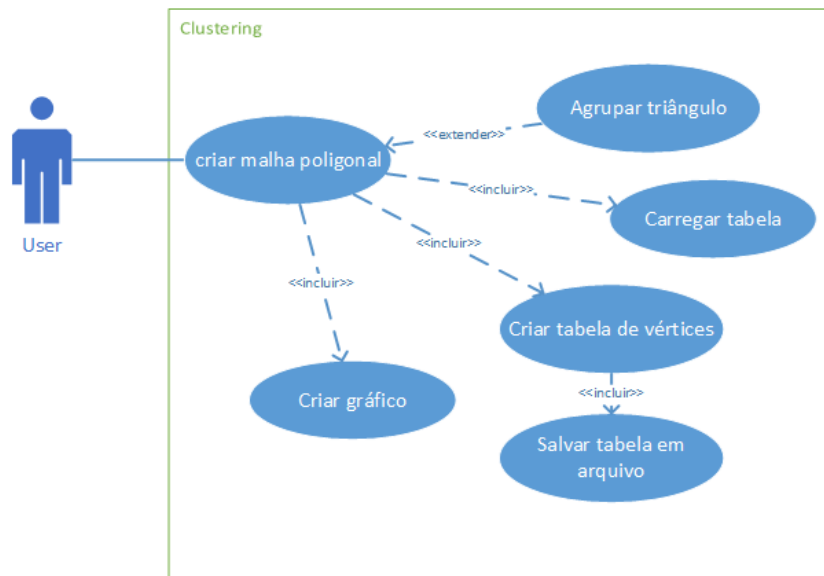 Clustering
Agrupar triângulo
<<extender>>
criar malha poligonal
<<incluir>>
Carregar tabela
User
<<incluir>>
<<incluir>>
Criar tabela de vértices
Criar gráfico
<<incluir>>
Salvar tabela em
arquivo